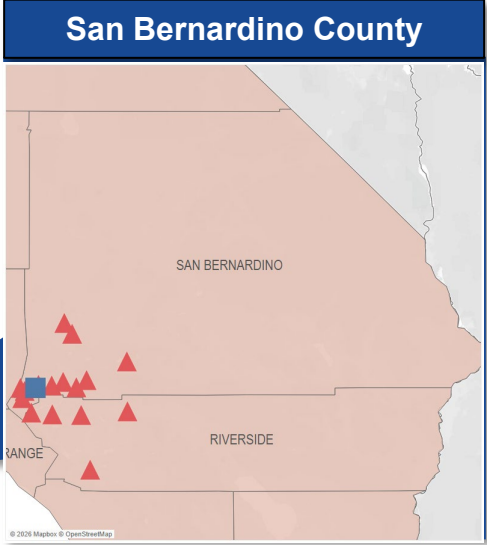 San Bernardino County
SAN BERNARDINO
RIVERSIDE
RANGE
© 2026 Mapbox © OpenStreetMap